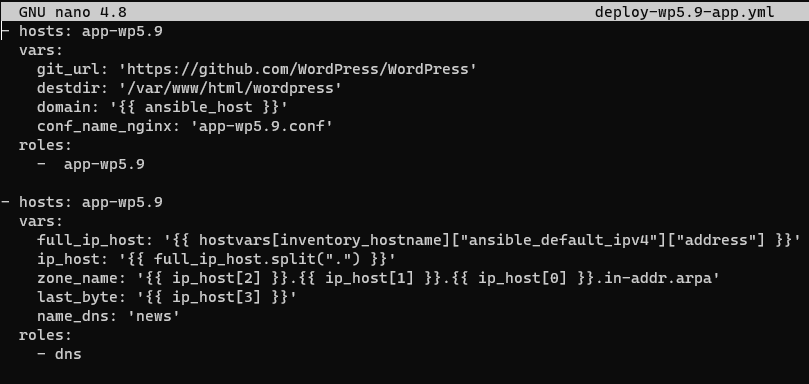 GNU nano 4.8 deploy-wp5.9-app.yml
- hosts: app-wp5.9
  vars:
    git_url: 'https://github.com/WordPress/WordPress'
    destdir: '/var/www/html/wordpress'
    domain: '{{ ansible_host }}'
    conf_name_nginx: 'app-wp5.9.conf'
  roles:
    -  app-wp5.9

- hosts: app-wp5.9
  vars:
    full_ip_host: '{{ hostvars[inventory_hostname]["ansible_default_ipv4"]["address"] }}'
    ip_host: '{{ full_ip_host.split(".") }}'
    zone_name: '{{ ip_host[2] }}.{{ ip_host[1] }}.{{ ip_host[0] }}.in-addr.arpa'
    last_byte: '{{ ip_host[3] }}'
    name_dns: 'news'
  roles:
    - dns